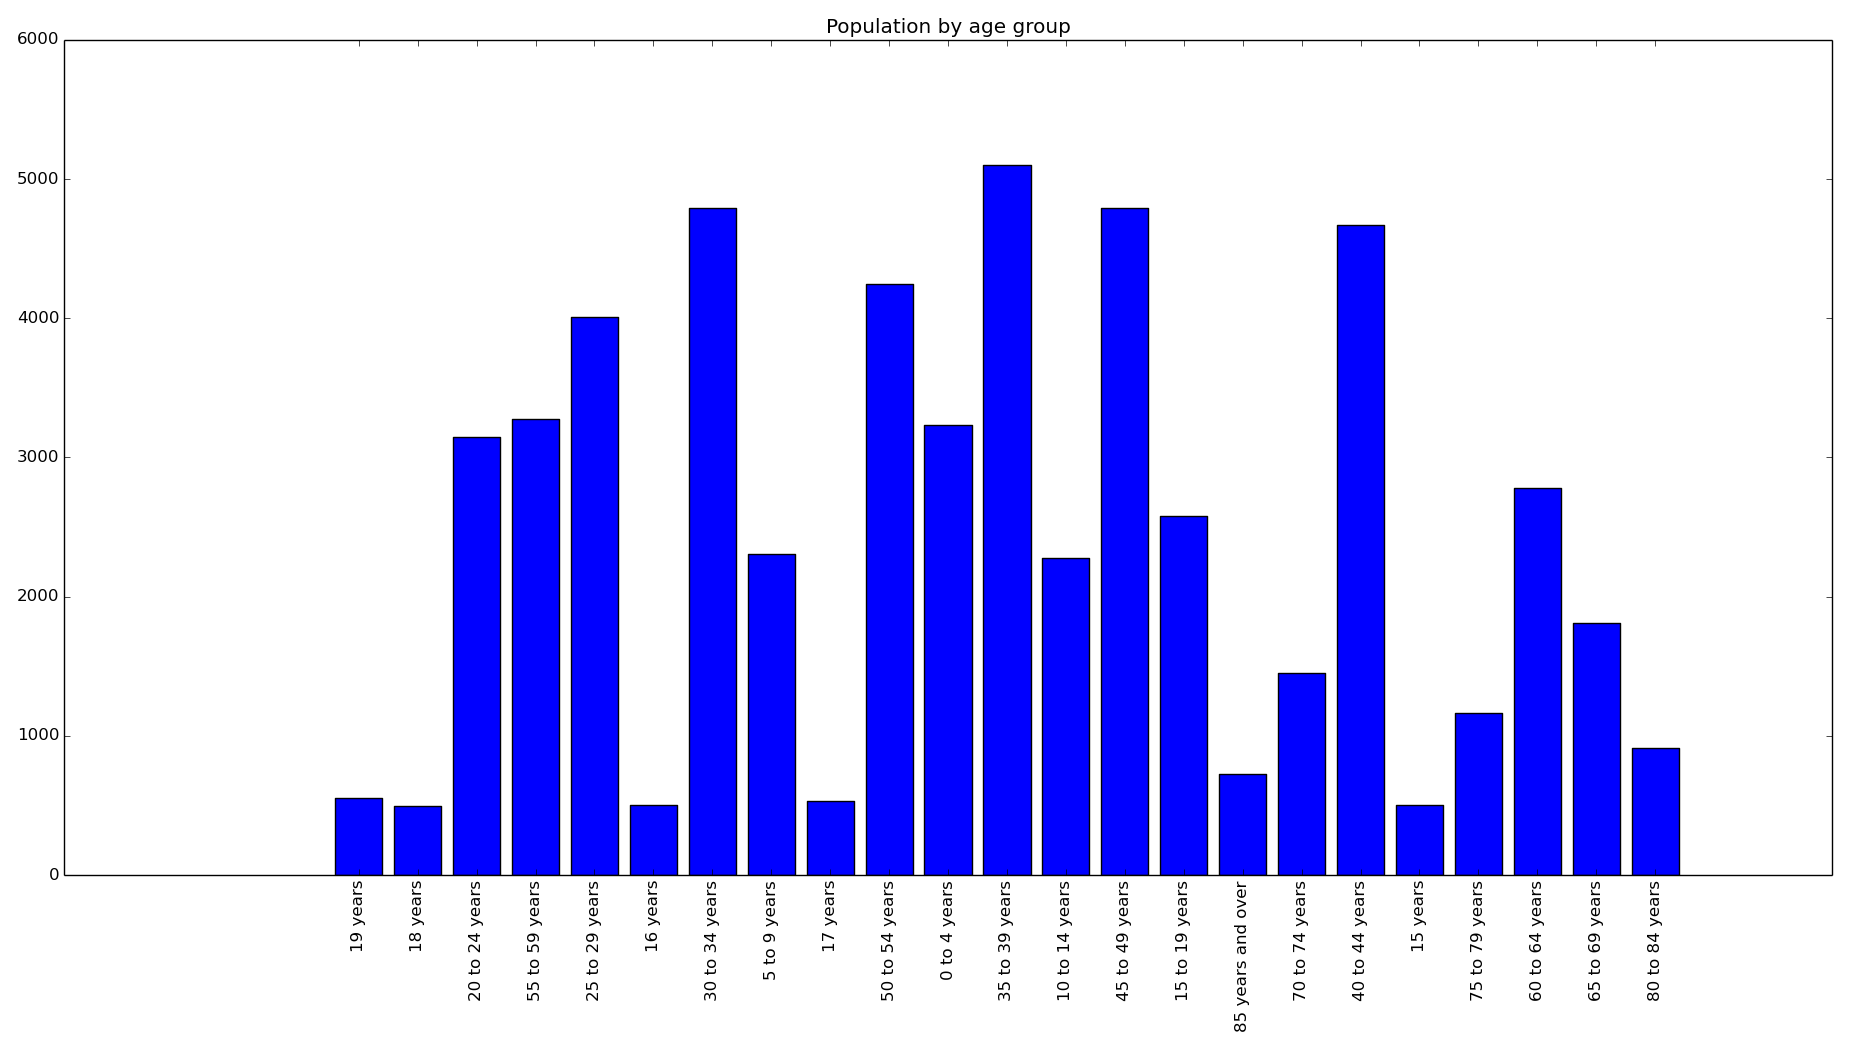 Population by age group
6000
5000
4000
3000
2000
1000
0
19 years
18 years
20 to 24 years
55 to 59 years
25 to 29 years
16 years
30 to 34 years
5 to 9 years
17 years
50 to 54 years
0 to 4 years
35 to 39 years
10 to 14 years
45 to 49 years
15 to 19 years
85 years and over
70 to 74 years
40 to 44 years
15 years
75 to 79 years
60 to 64 years
65 to 69 years
80 to 84 years